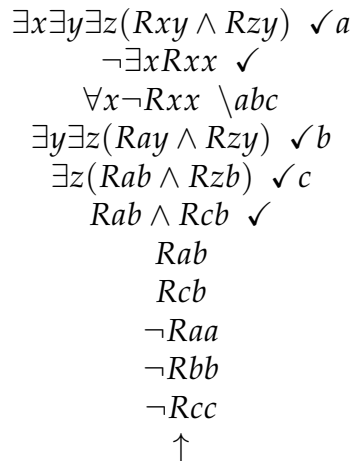 ∃x∃y∃z(Rxy ∧ Rzy) ✓a
¬∃xRxx ✓
∀x¬Rxx \abc
∃y∃z(Ray ∧ Rzy) ✓b
∃z(Rab ∧ Rzb) ✓c
Rab ∧ Rcb ✓
Rab
Rcb
¬Raa
¬Rbb
¬Rcc
↑